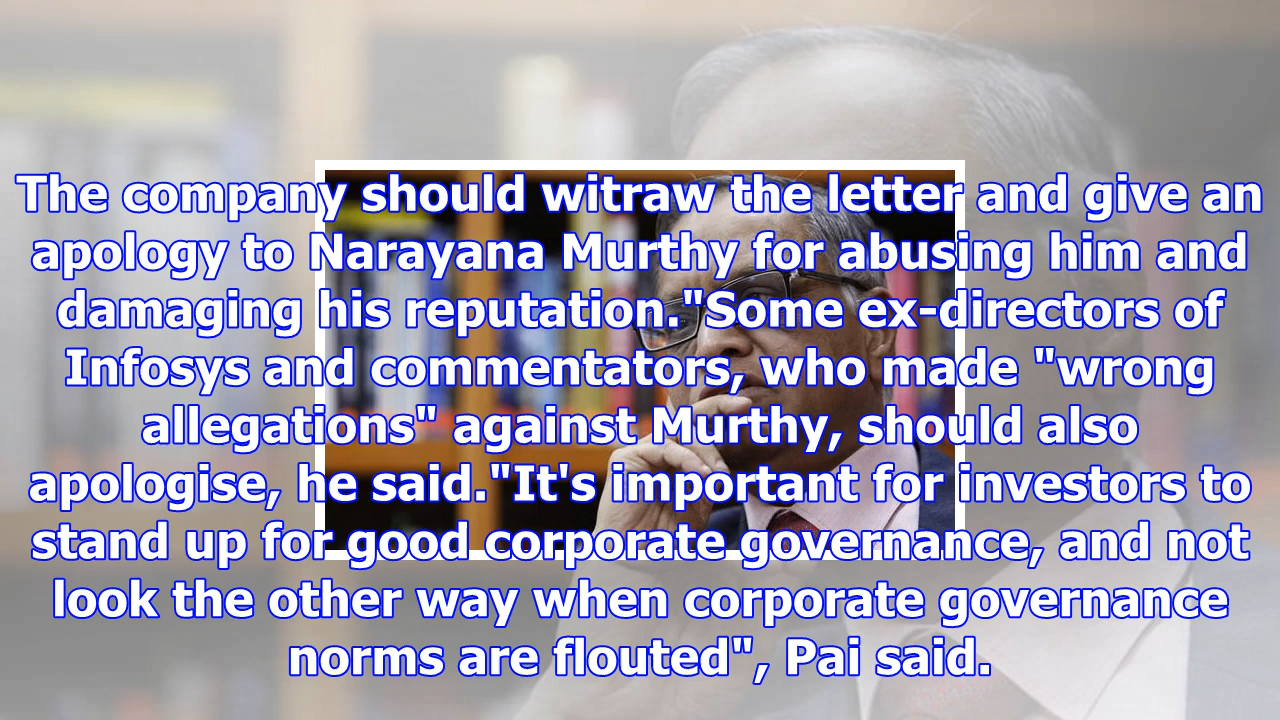 The company should witraw the letter and give an
apology to Narayana Murthy for abusing him and
damaging his reputation."Some ex-directors of
Infosys and commentators, who made "wrong
allegations" against Murthy, should also
apologise, he said."It's important for investors to
stand up for good corporate governance, and not
look the other way when corporate governance
norms are flouted", Pai said.